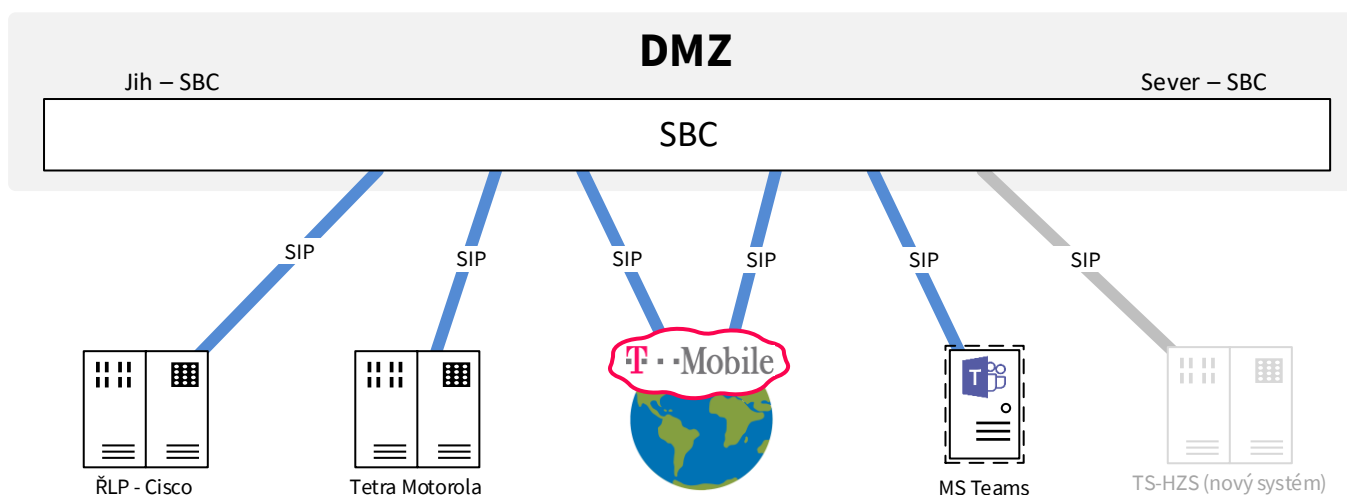 DMZ
Jih – SBC
Sever – SBC
SBC
SIP
SIP
SIP
SIP
SIP
SIP
T··Mobile
T
ŘLP - Cisco
Tetra Motorola
MS Teams
TS-HZS (nový systém)